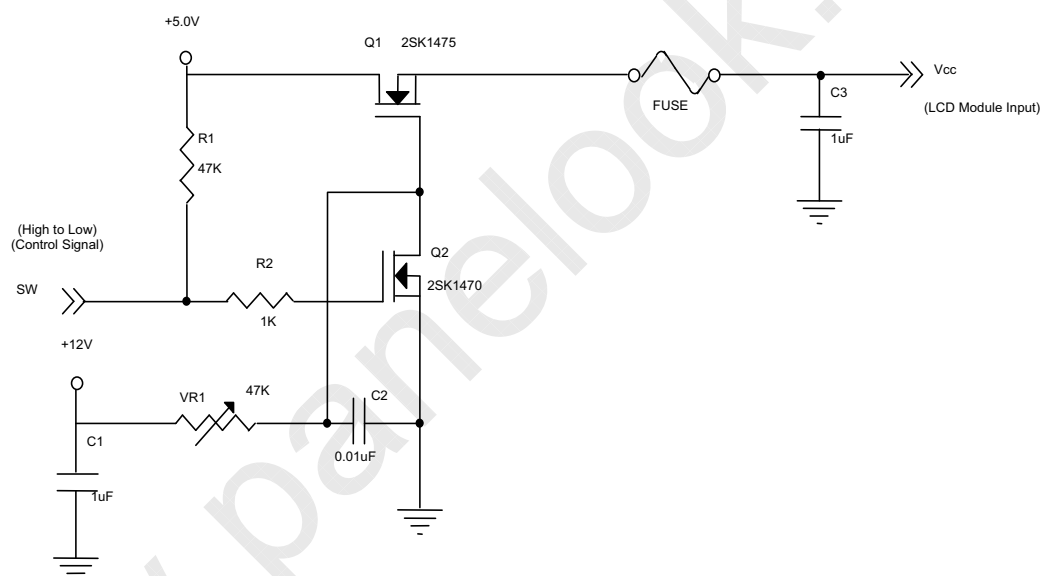 +5.0V
Q1 2SK1475
Vcc
C3
FUSE
(LCD Module Input)
R1
1uF
47K
(High to Low)
(Control Signal)
Q2
R2
SW
2SK1470
1K
+12V
47K
VR1
C2
C1
0.01uF
1uF
panelook.